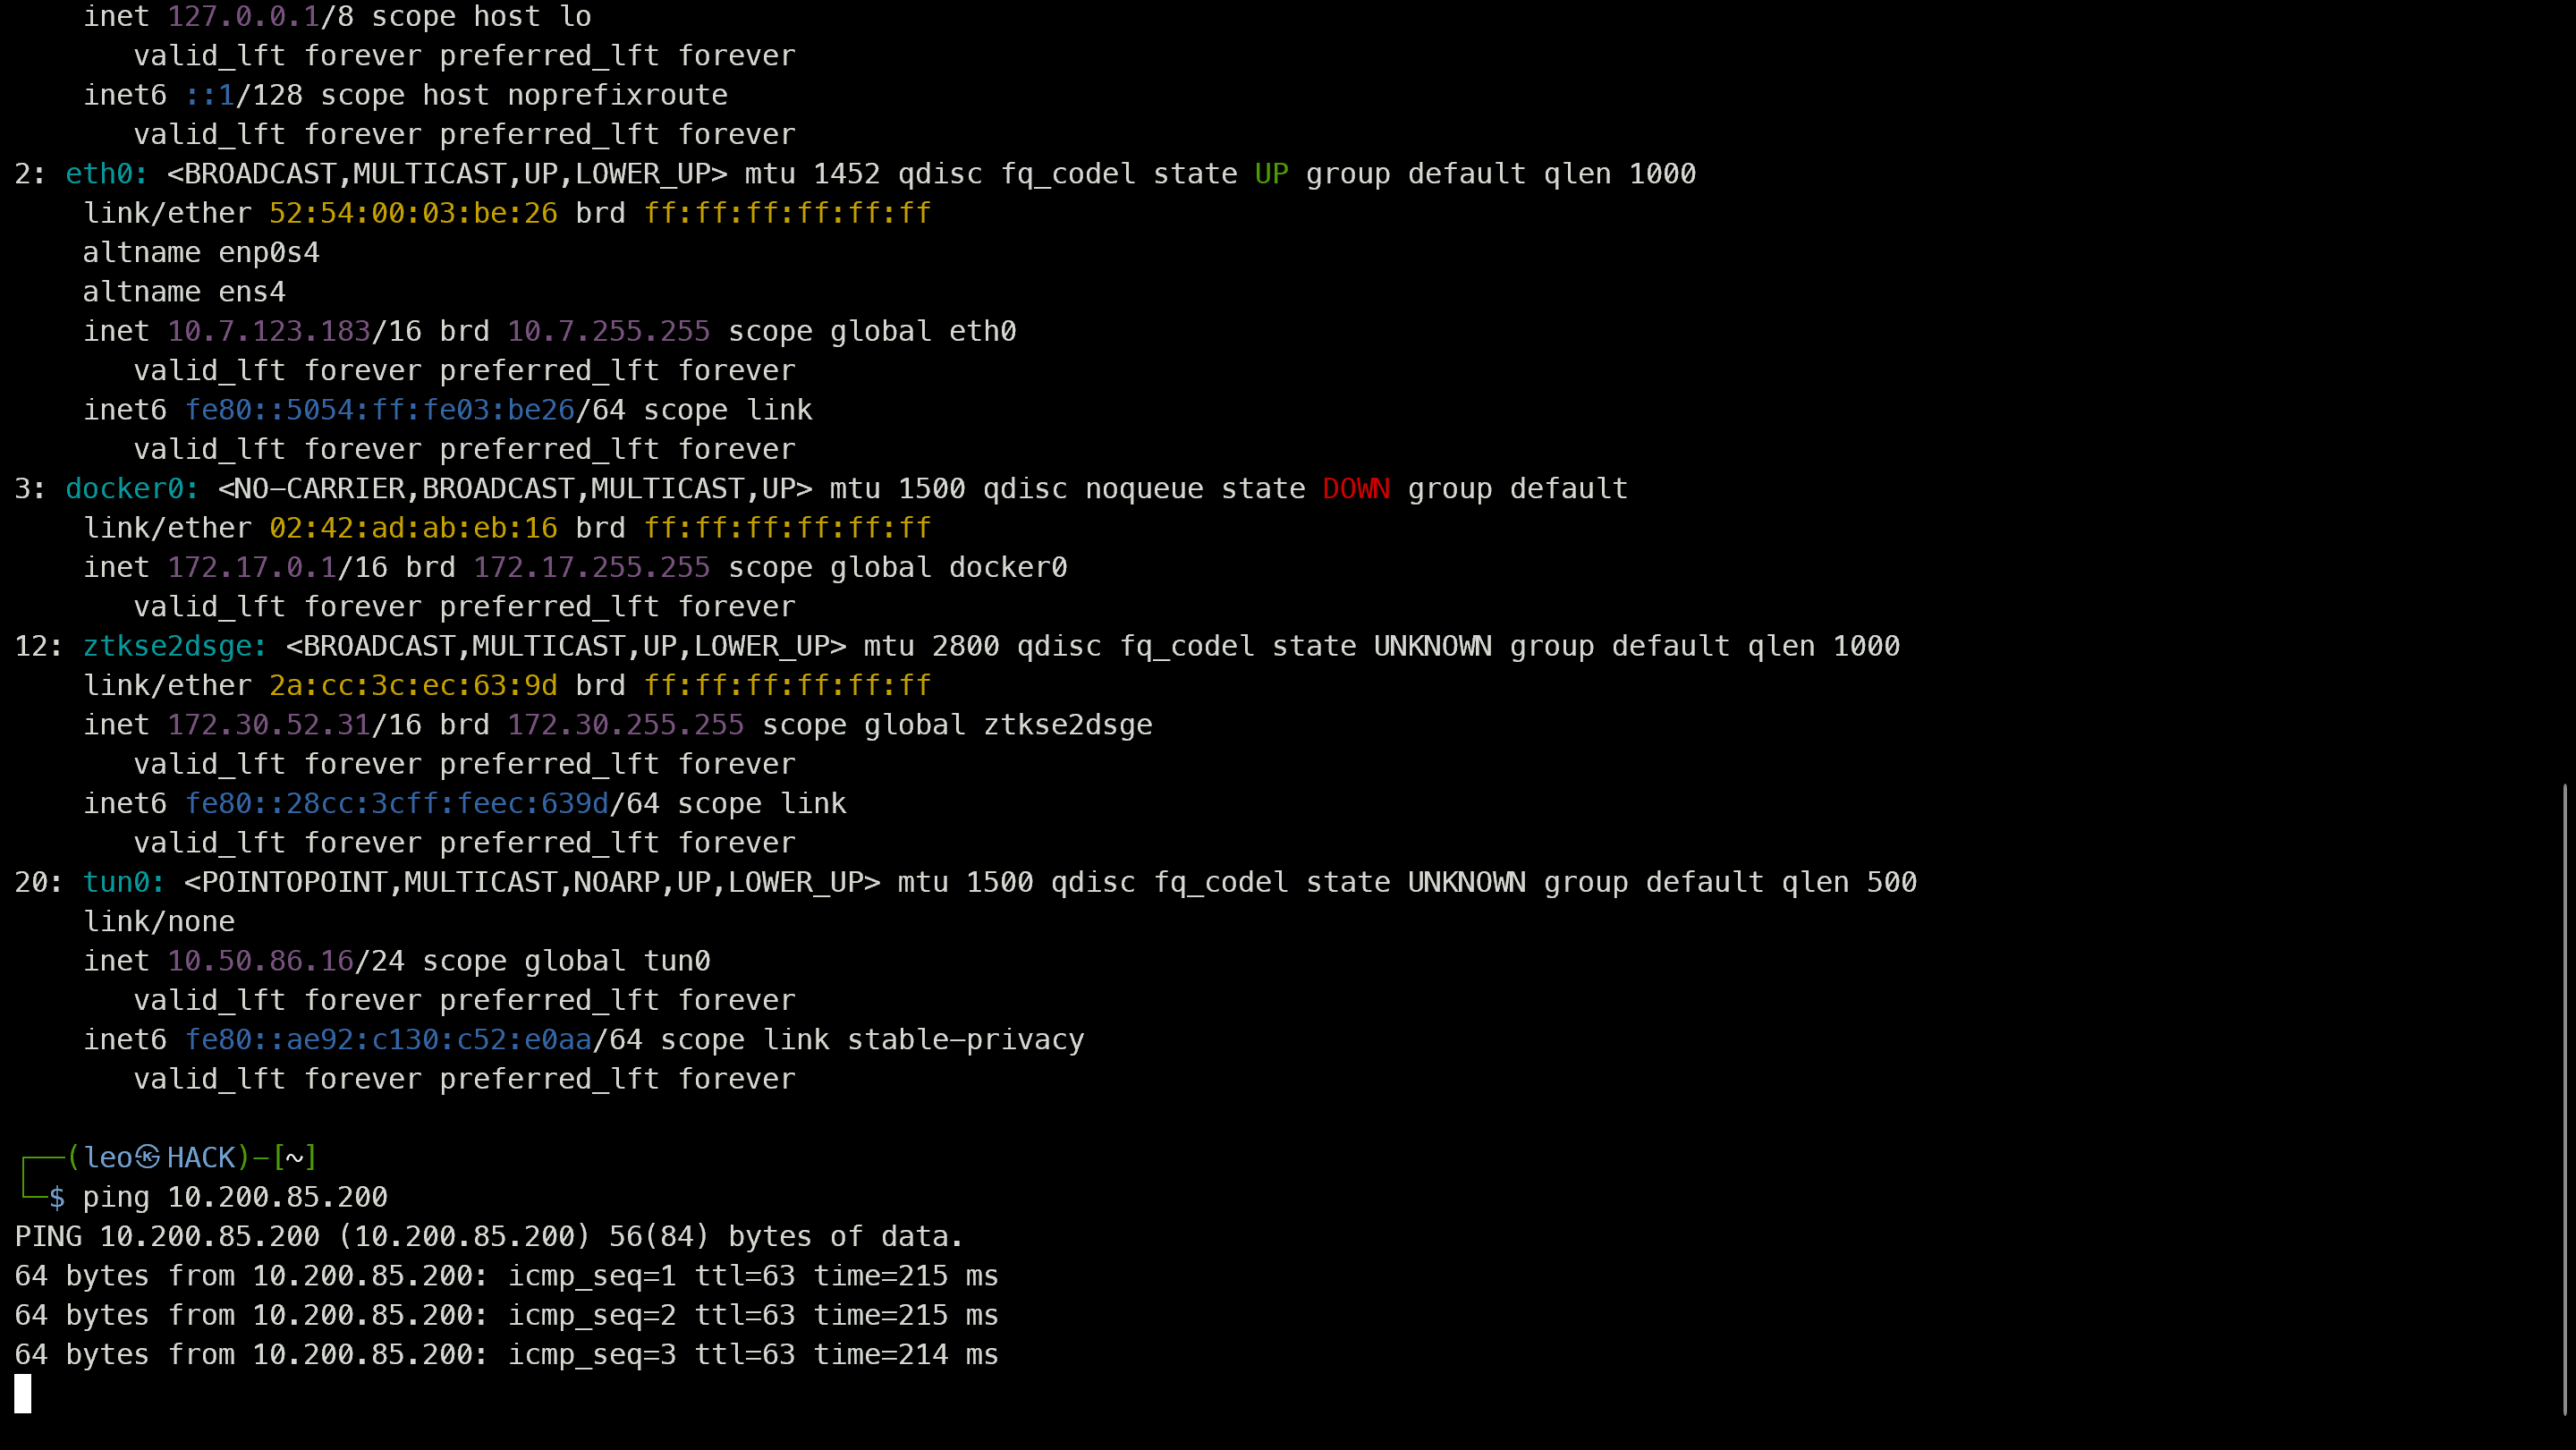 inet 127.0.0.1/8 scope host lo
valid_lft forever preferred_lft forever
inet6 ::1/128 scope host noprefixroute
valid_lft forever preferred_lft forever
2: eth0: <BROADCAST,MULTICAST,UP,LOWER_UP> mtu 1452 qdisc fq_codel state UP group default qlen 1000
link/ether 52:54:00:03:be:26 brd ff:ff:ff:ff:ff:ff
altname enp0s4
altname ens4
inet 10.7.123.183/16 brd 10.7.255.255 scope global eth0
valid_lft forever preferred_lft forever
inet6 fe80::5054:ff:fe03:be26/64 scope link
valid_lft forever preferred_lft forever
3: docker0: <NO-CARRIER,BROADCAST,MULTICAST,UP> mtu 1500 qdisc noqueue state DOWN group default
link/ether 02:42:ad:ab:eb:16 brd ff:ff:ff:ff:ff:ff
inet 172.17.0.1/16 brd 172.17.255.255 scope global docker0
valid_lft forever preferred_lft forever
12: ztkse2dsge: <BROADCAST,MULTICAST,UP,LOWER_UP> mtu 2800 qdisc fq_codel state UNKNOWN group default qlen 1000
link/ether 2a:cc:3c:ec:63:9d brd ff:ff:ff:ff:ff:ff
inet 172.30.52.31/16 brd 172.30.255.255 scope global ztkse2dsge
valid_lft forever preferred_lft forever
inet6 fe80::28cc:3cff:feec:639d/64 scope link
valid_lft forever preferred_lft forever
20: tun0: <POINTOPOINT,MULTICAST,NOARP,UP,LOWER_UP> mtu 1500 qdisc fq_codel state UNKNOWN group default qlen 500
link/none
inet 10.50.86.16/24 scope global tun0
valid_lft forever preferred_lft forever
inet6 fe80::ae92:c130:c52:e0aa/64 scope link stable-privacy
valid_lft forever preferred_lft forever
┌──(leo㉿HACK)-[~]
└─$ ping 10.200.85.200
PING 10.200.85.200 (10.200.85.200) 56(84) bytes of data.
64 bytes from 10.200.85.200: icmp_seq=1 ttl=63 time=215 ms
64 bytes from 10.200.85.200: icmp_seq=2 ttl=63 time=215 ms
64 bytes from 10.200.85.200: icmp_seq=3 ttl=63 time=214 ms